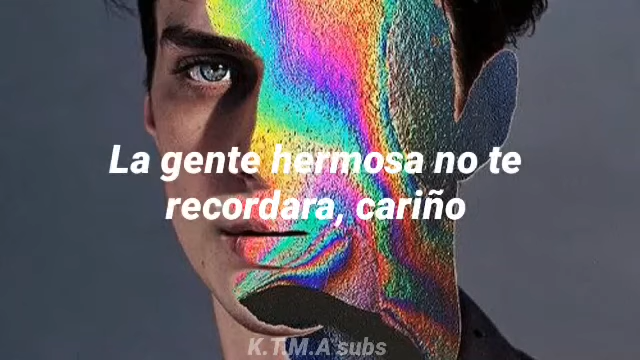 La gente hermosa no te
recordara, cariño
K.T.M.A subs